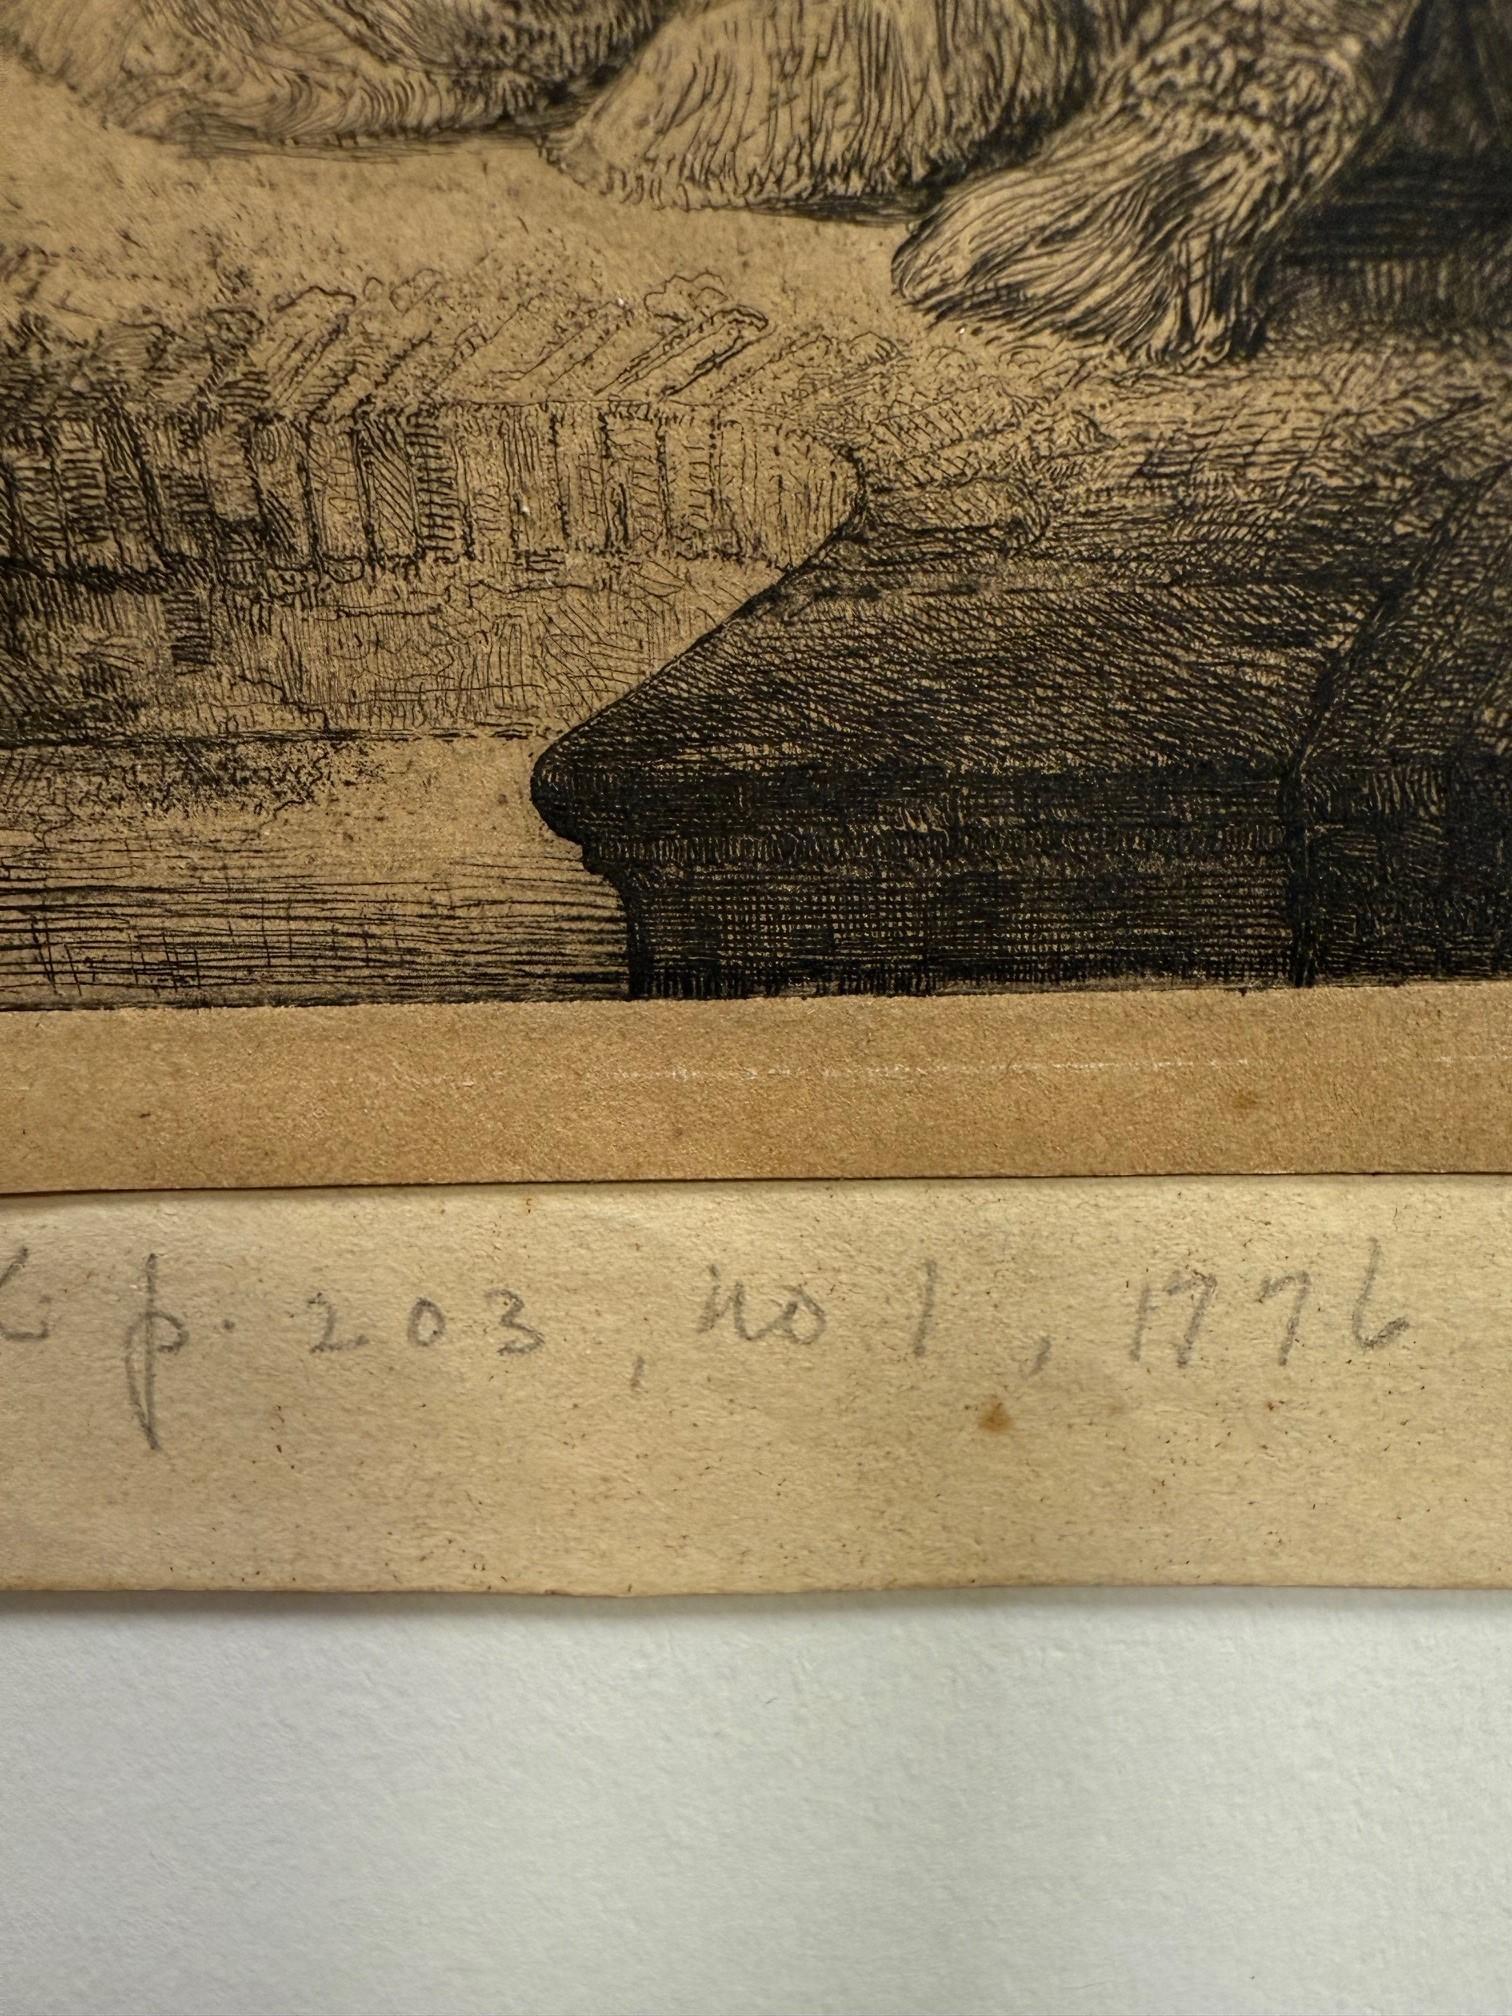 p. 203, no 1, 1776